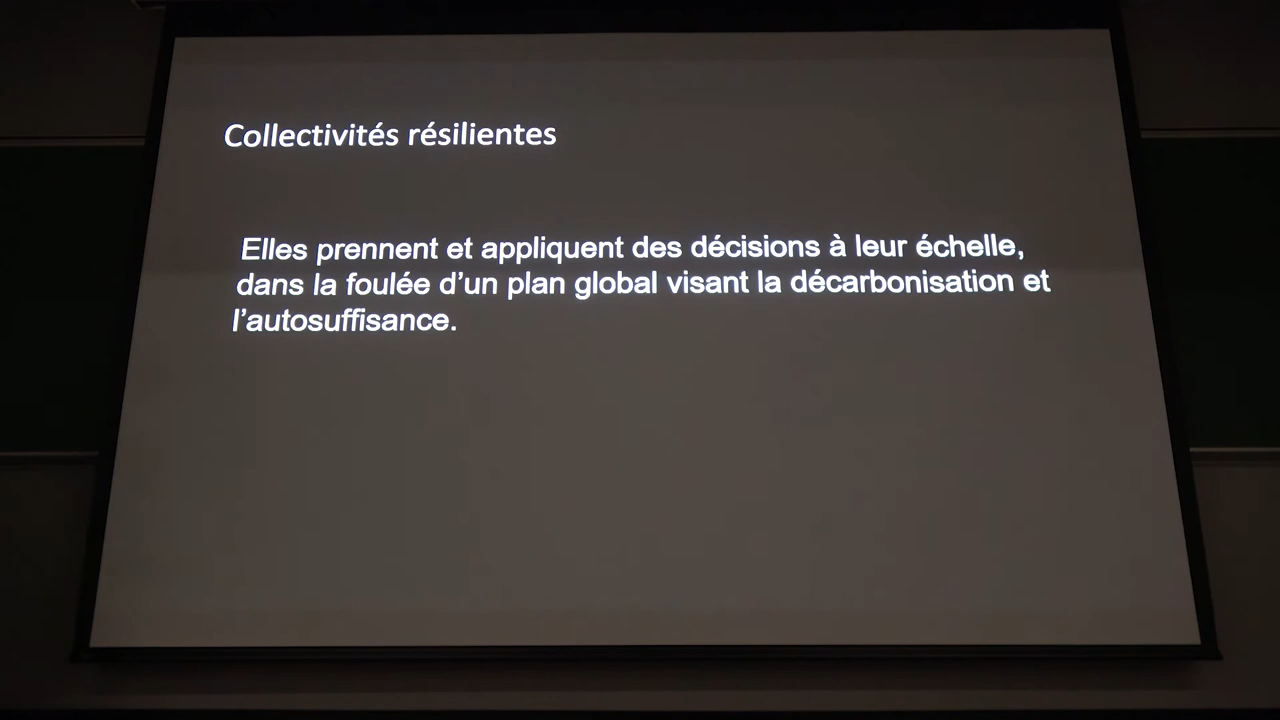 Collectivités résilientes
Elles prennent et appliquent des décisions à leur échelle,
dans la foulée d’un plan global visant la décarbonisation et
l’autosuffisance.